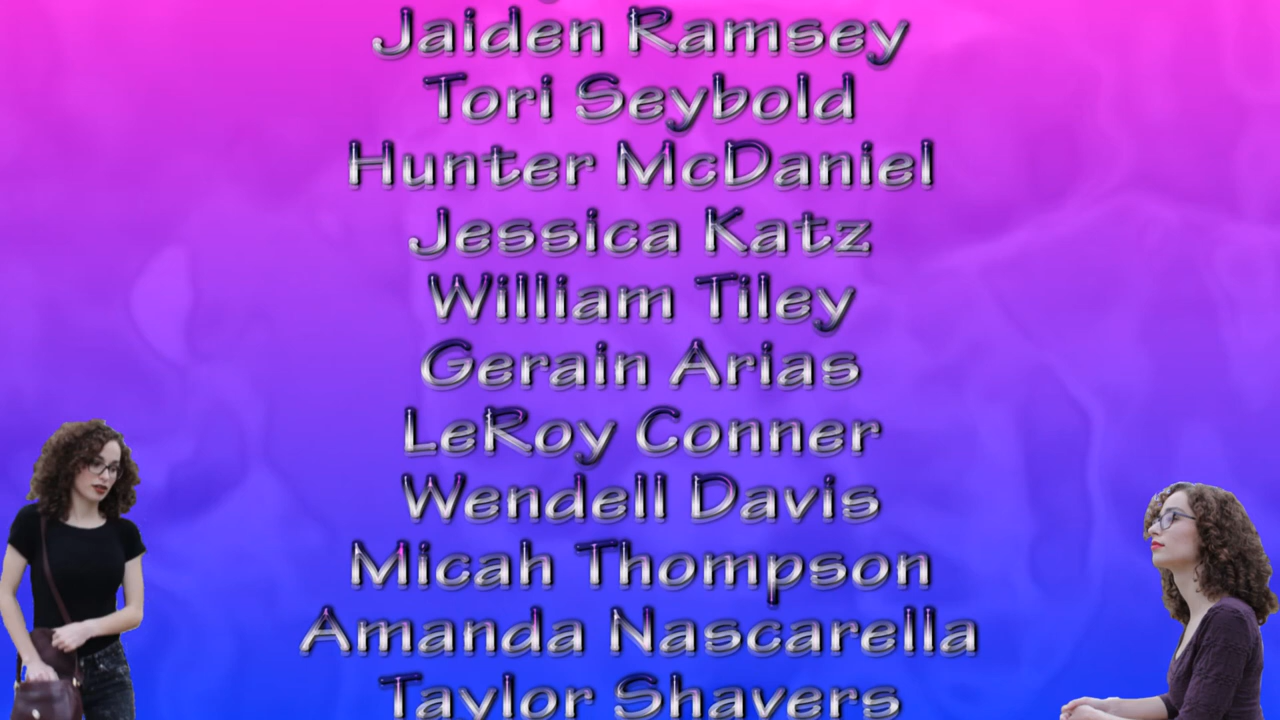 Jaiden Ramsey
Tori Seybold
Hunter McDaniel
Jessica Katz
William Tiley
Gerain Arias
LeRoy Conner
Wendell Davis
Micah Thompson
Amanda Nascarella
Taylor Shavers